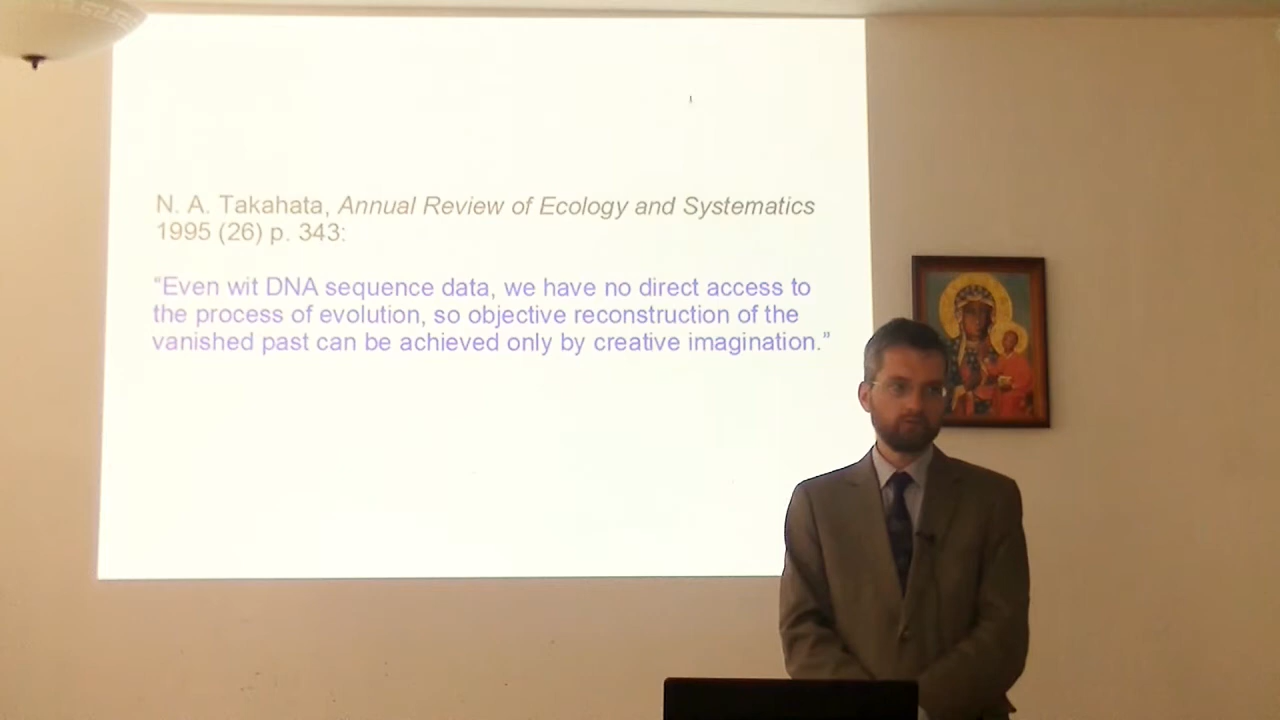 N. A. Takahata, Annual Review of Ecology and Systematics
1995 (26) p. 343:
“Even wit DNA sequence data, we have no direct access to
the process of evolution, so objective reconstruction of the
vanished past can be achieved only by creative imagination.”